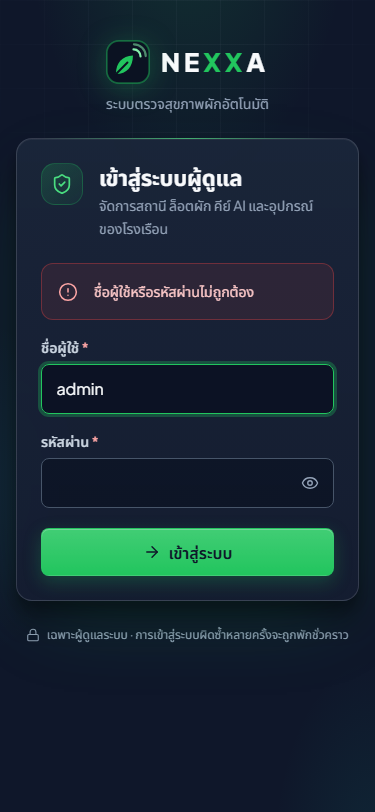 NEXXA
ระบบตรวจสุขภาพผักอัตโนมัติ
เข้าสู่ระบบผู้ดูแล
จัดการสถานี ล็อตผัก คีย์ AI และอุปกรณ์
ของโรงเรือน
ชื่อผู้ใช้หรือรหัสผ่านไม่ถูกต้อง
ชื่อผู้ใช้ *
admin
รหัสผ่าน *
เข้าสู่ระบบ
เฉพาะผู้ดูแลระบบ · การเข้าสู่ระบบผิดซ้ำหลายครั้งจะถูกพักชั่วคราว